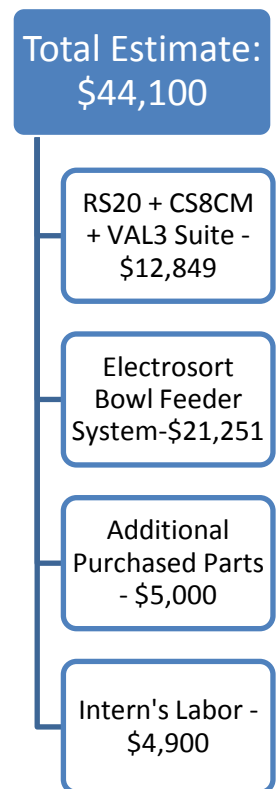 Total Estimate:
$44,100
RS20 + CS8CM
+ VAL3 Suite -
$12,849
Electrosort
Bowl Feeder
System-$21,251
Additional
Purchased Parts
- $5,000
Intern's Labor -
$4,900